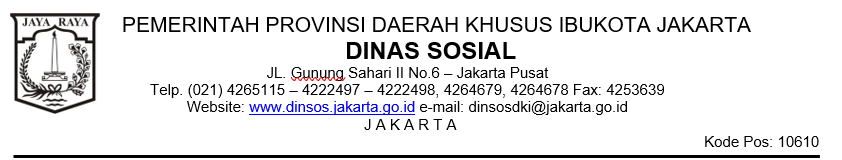 JAYA RAYA
PEMERINTAH PROVINSI DAERAH KHUSUS IBUKOTA JAKARTA
DINAS SOSIAL
JL. Gunung Sahari II No.6 – Jakarta Pusat
Telp. (021) 4265115 – 4222497 – 4222498, 4264679, 4264678 Fax: 4253639
Website: www.dinsos.jakarta.go.id e-mail: dinsosdki@jakarta.go.id
J A K A R T A
Kode Pos: 10610